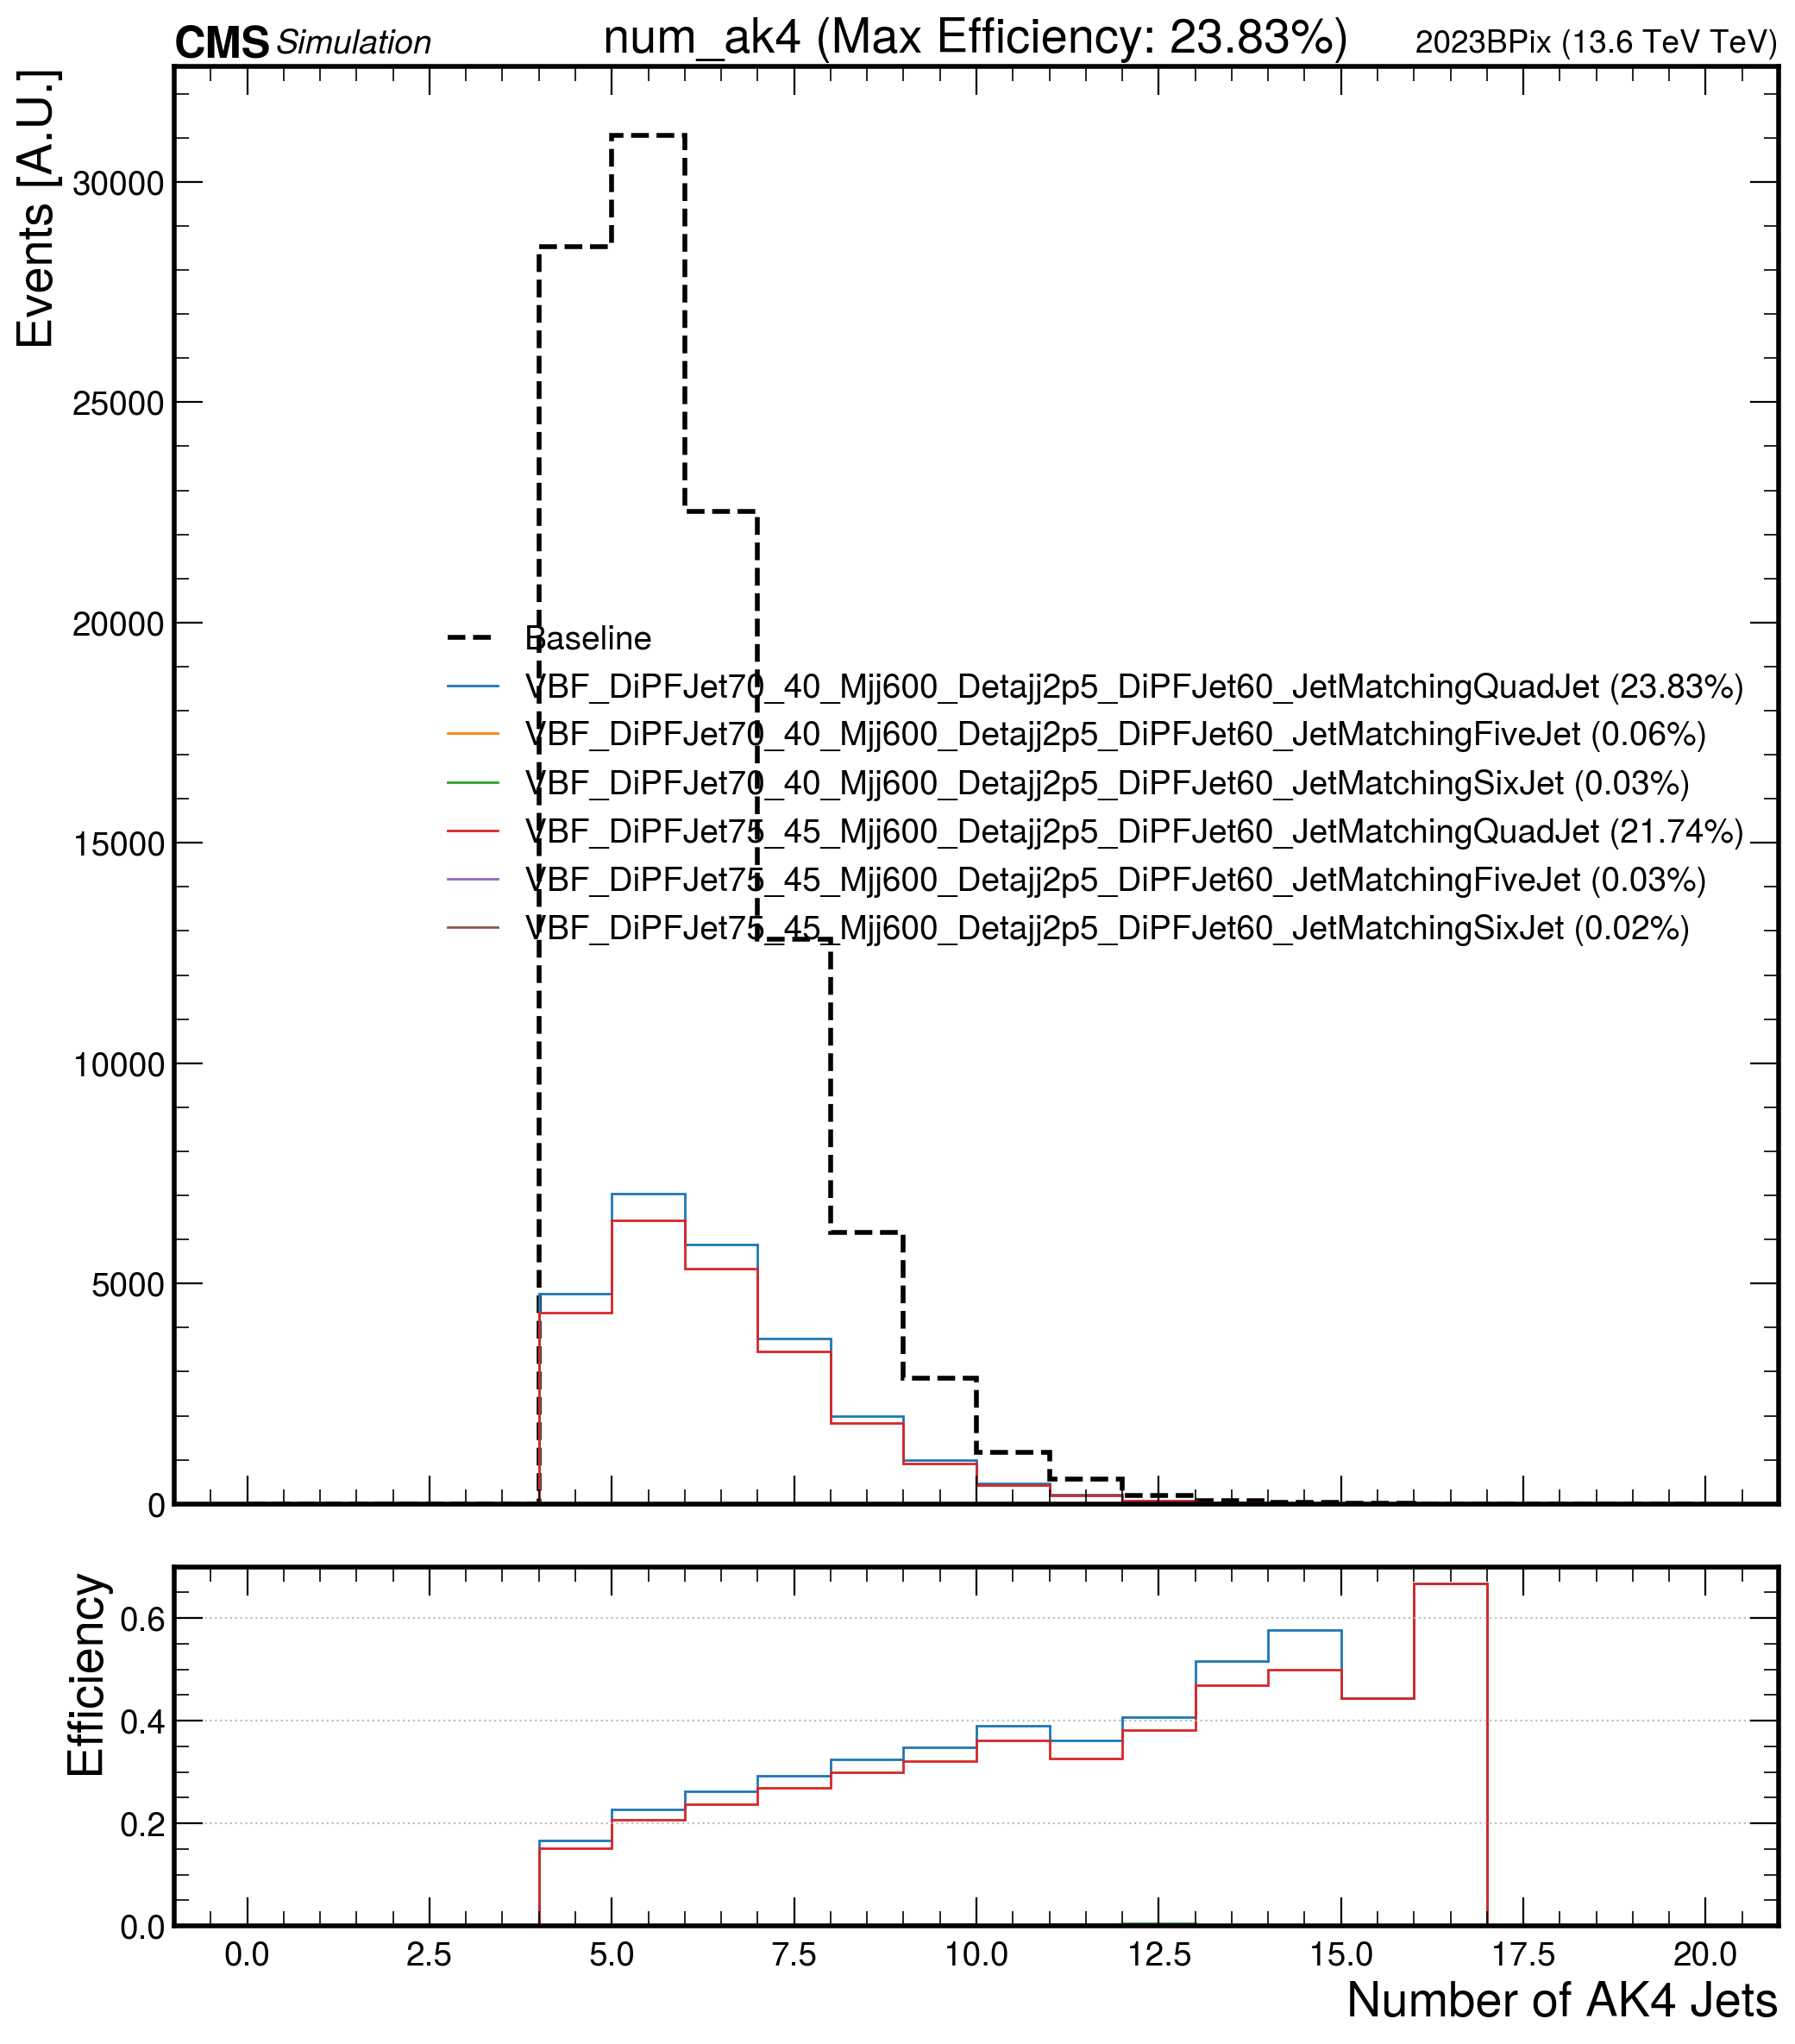 CMS Simulation num_ak4 (Max Efficiency: 23.83%) 2023BPix (13.6 TeV TeV)
Events [A.U.]
30000
25000
20000
15000
10000
5000
0
Baseline
VBF_DiPFJet70_40_Mjj600_Detajj2p5_DiPFJet60_JetMatchingQuadJet (23.83%)
VBF_DiPFJet70_40_Mjj600_Detajj2p5_DiPFJet60_JetMatchingFiveJet (0.06%)
VBF_DiPFJet70_40_Mjj600_Detajj2p5_DiPFJet60_JetMatchingSixJet (0.03%)
VBF_DiPFJet75_45_Mjj600_Detajj2p5_DiPFJet60_JetMatchingQuadJet (21.74%)
VBF_DiPFJet75_45_Mjj600_Detajj2p5_DiPFJet60_JetMatchingFiveJet (0.03%)
VBF_DiPFJet75_45_Mjj600_Detajj2p5_DiPFJet60_JetMatchingSixJet (0.02%)
Efficiency
0.6
0.4
0.2
0.0
0.0 2.5 5.0 7.5 10.0 12.5 15.0 17.5 20.0
Number of AK4 Jets